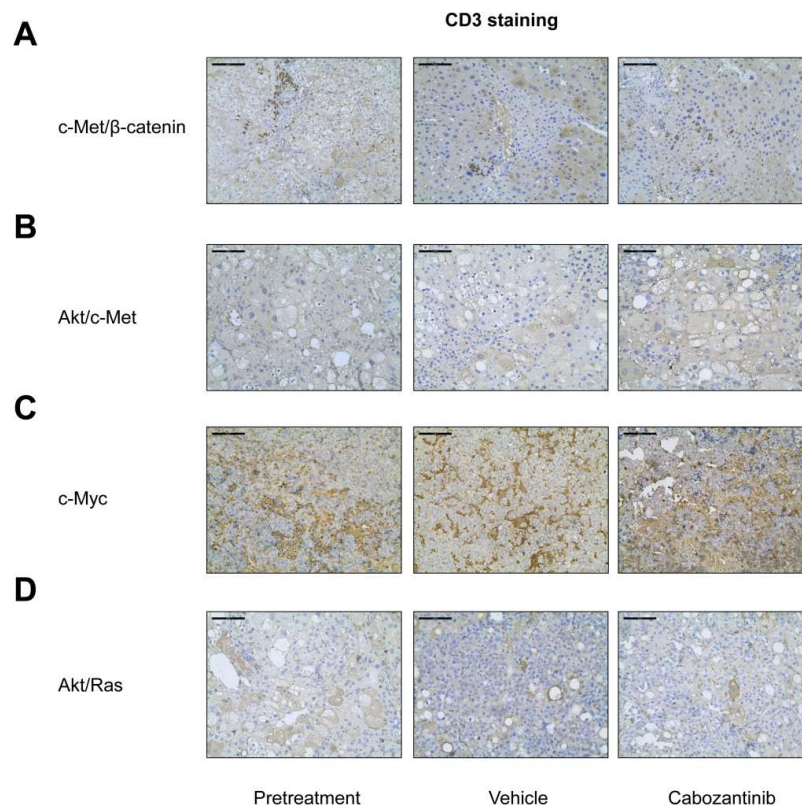 CD3 staining
A
c-Met/β-catenin
B
Akt/c-Met
C
c-Myc
D
Akt/Ras
Pretreatment Vehicle Cabozantinib